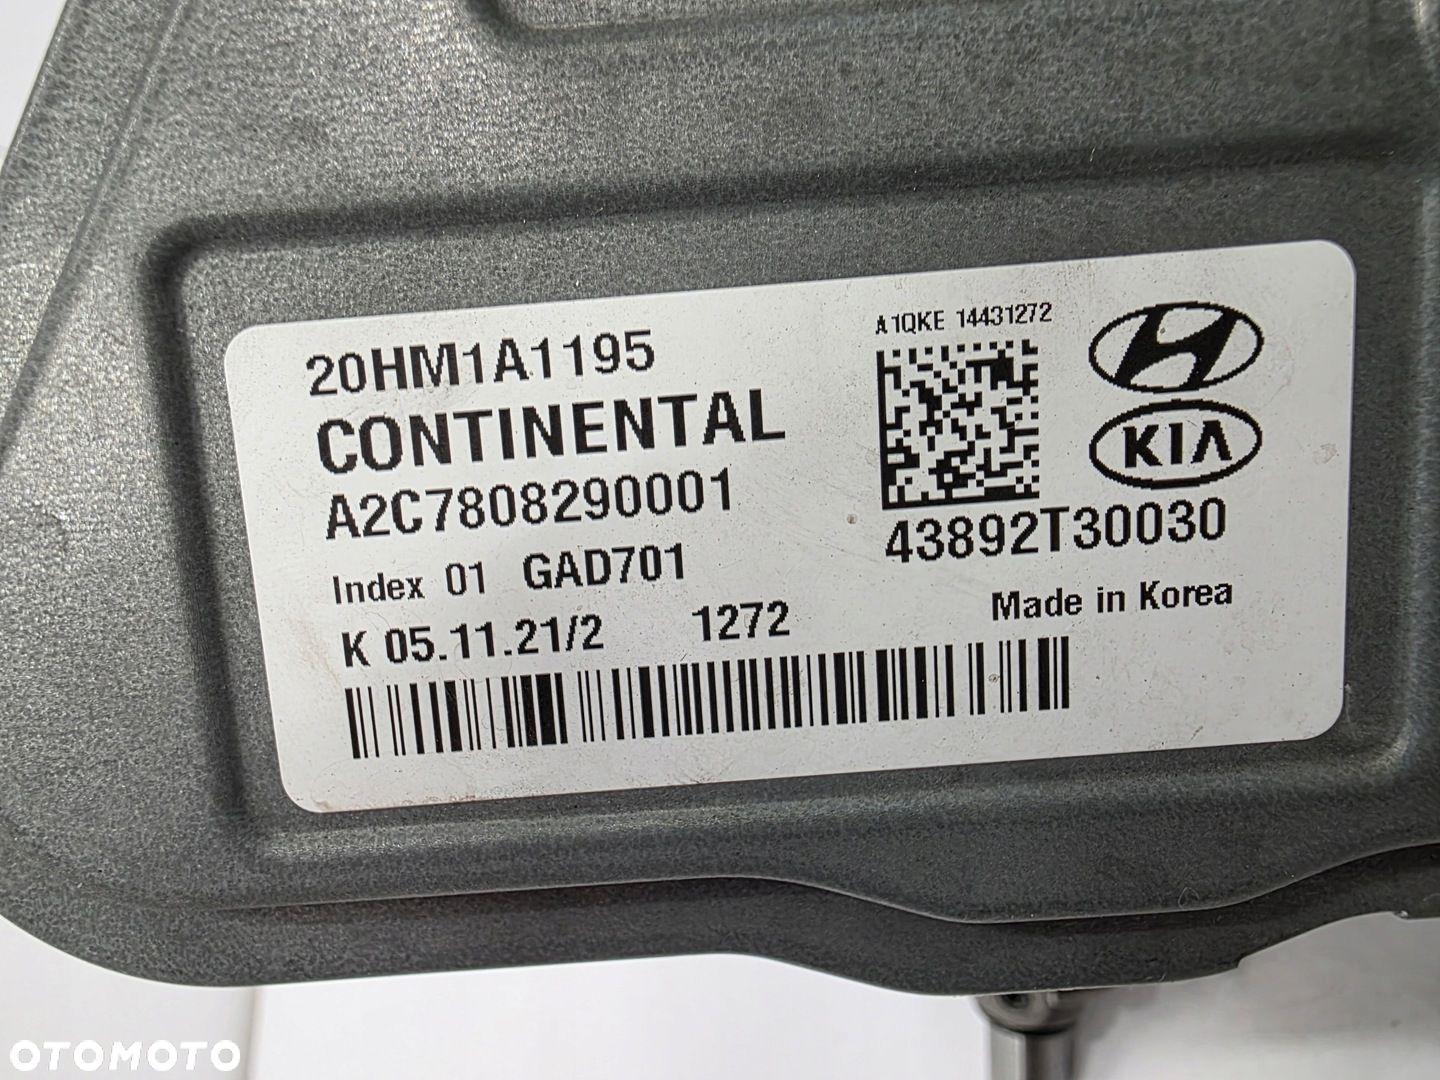 20HM1A1195
CONTINENTAL
A2C7808290001
Index 01 GAD701
K 05.11.21/2 1272
A1QKE 14431272
KIA
43892T30030
Made in Korea
OTOMOTO